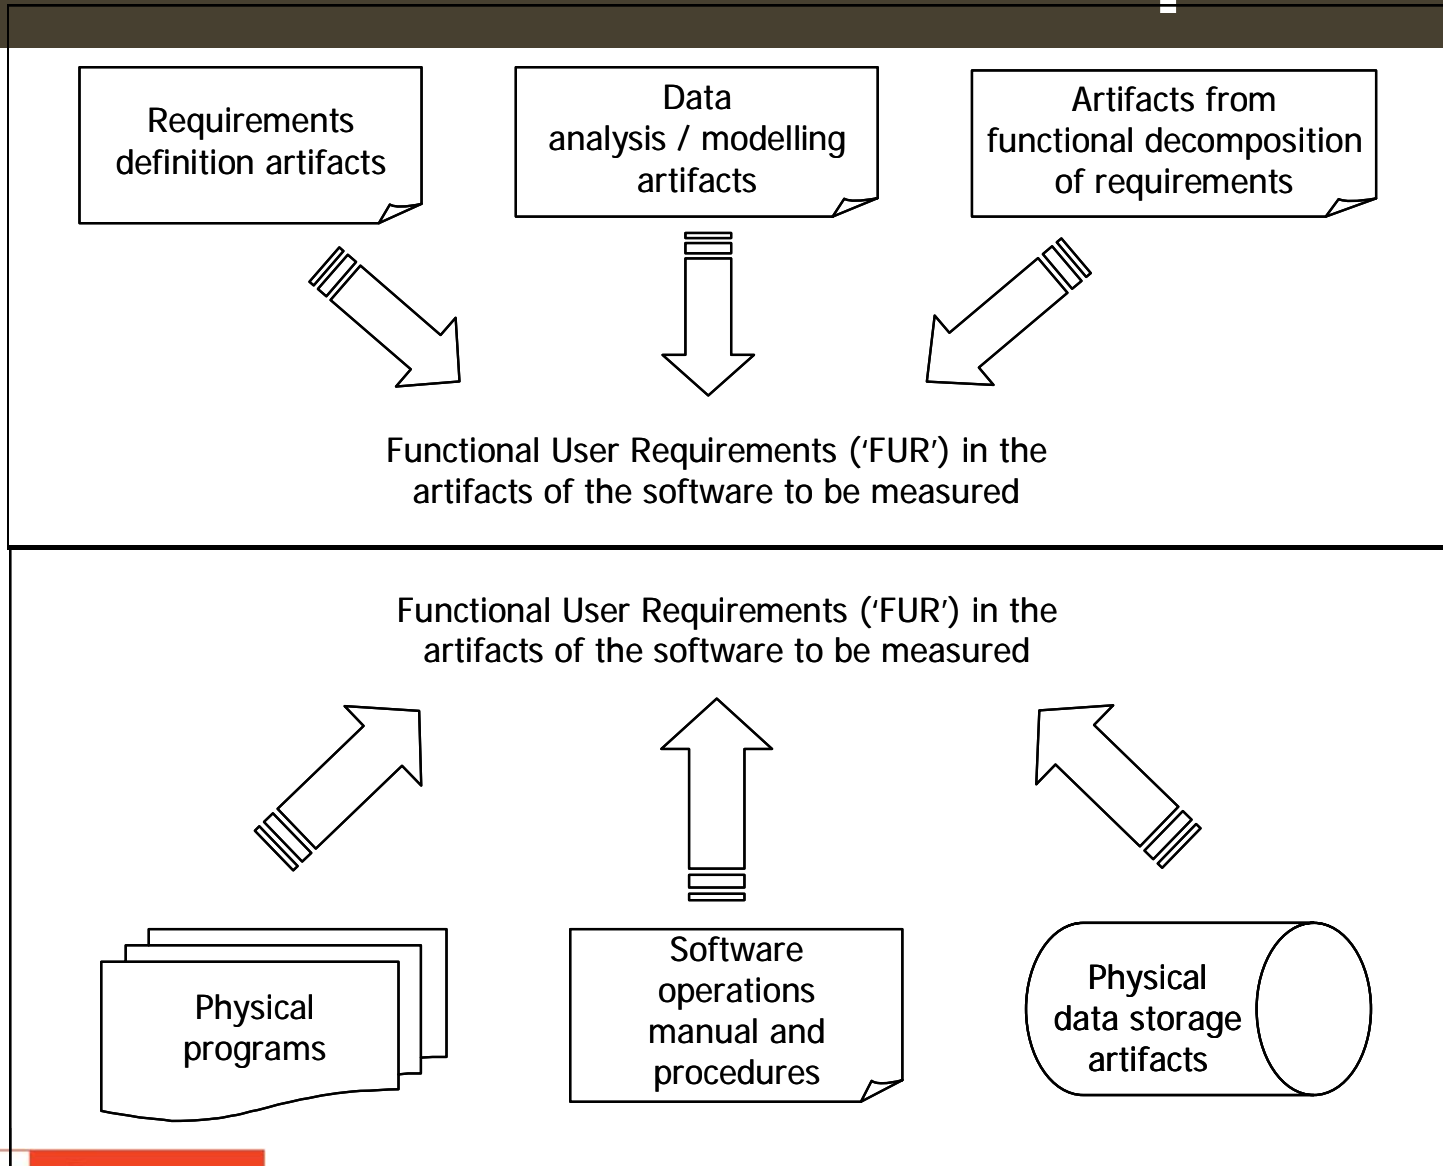 Requirements
definition artifacts
Data
analysis / modelling
artifacts
Artifacts from
functional decomposition
of requirements
Functional User Requirements (‘FUR’) in the
artifacts of the software to be measured
Functional User Requirements (‘FUR’) in the
artifacts of the software to be measured
Physical
programs
Software
operations
manual and
procedures
Physical
data storage
artifacts